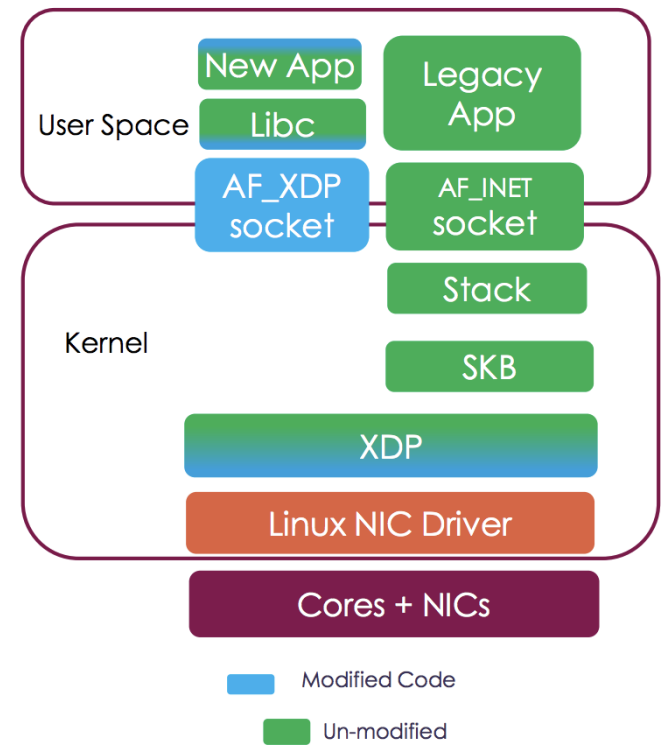 New App
Legacy
App
User Space
Libc
AF_XDP
socket
AF_INET
socket
Stack
Kernel
SKB
XDP
Linux NIC Driver
Cores + NICs
Modified Code
Un-modified